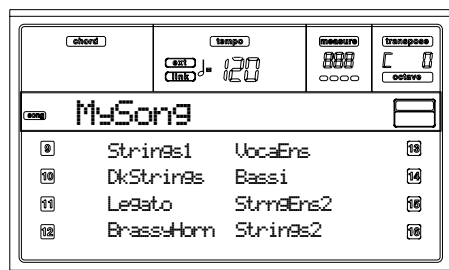 chord tempo measure transpose
ext link ♩= 120 888 C 0
octave
song MySong
9 Strings1 VocaEns 13
10 DkStrings Bassi 14
11 Legato StrngEns2 15
12 BrassyHorn Strings2 16